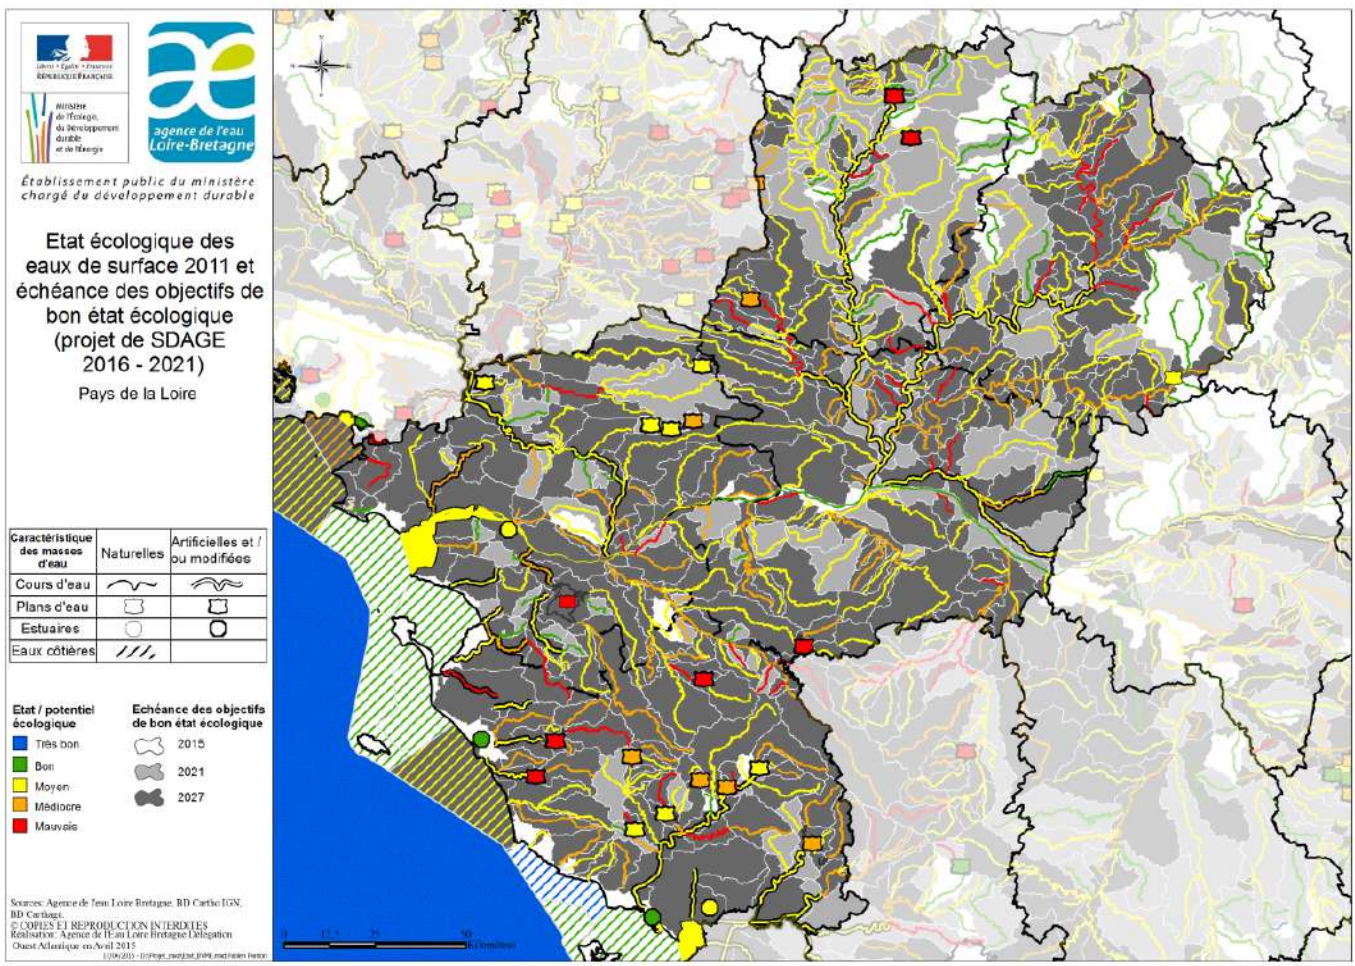 Liberté • Égalité • Fraternité
RÉPUBLIQUE FRANÇAISE
Ministère
de l'Écologie,
du Développement
durable
et de l'Énergie
agence de l'eau
Loire-Bretagne
Établissement public du ministère
chargé du développement durable
Etat écologique des
eaux de surface 2011 et
échéance des objectifs de
bon état écologique
(projet de SDAGE
2016 - 2021)
Pays de la Loire
Caractéristique
des masses
d'eau
Naturelles
Artificielles et /
ou modifiées
Cours d'eau
Plans d'eau
Estuaires
Eaux côtières
Etat / potentiel
écologique
Très bon
Bon
Moyen
Médiocre
Mauvais
Echéance des objectifs
de bon état écologique
2015
2021
2027
Sources: Agence de l'eau Loire Bretagne, BD Cartho IGN,
BD Carthage.
© COPIES ET REPRODUCTION INTERDITES
Réalisation: Agence de l'Eau Loire Bretagne Délégation
Ouest Atlantique en Avril 2015
0 12,5 25 50
Kilomètres